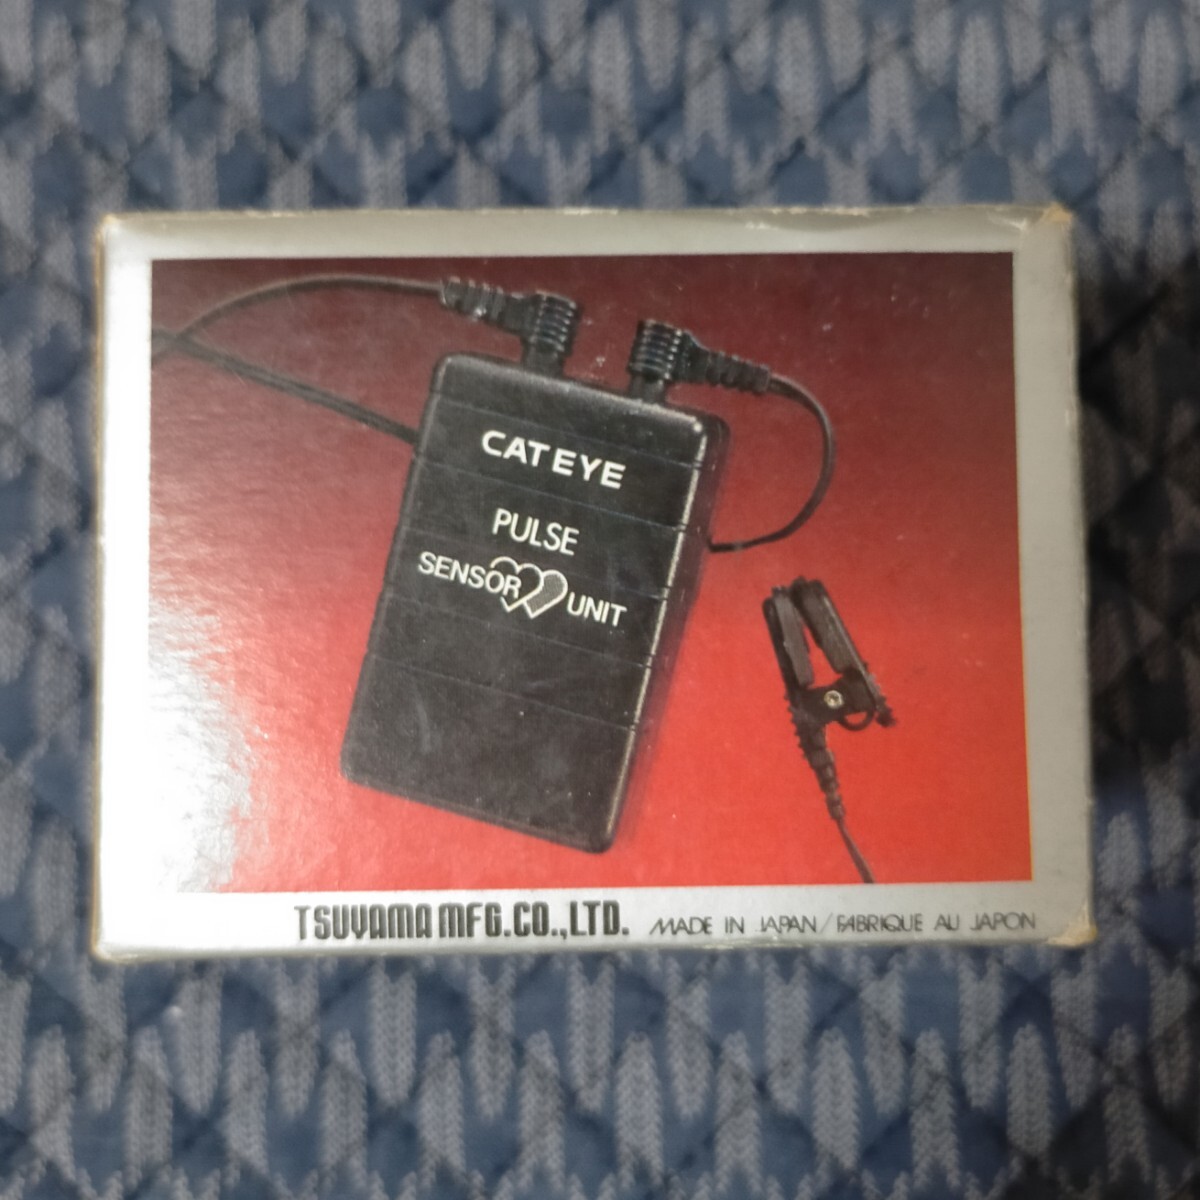 CATEYE
PULSE
SENSOR UNIT
TSUYAMA MFG.CO.,LTD. MADE IN JAPAN/FABRIQUE AU JAPON